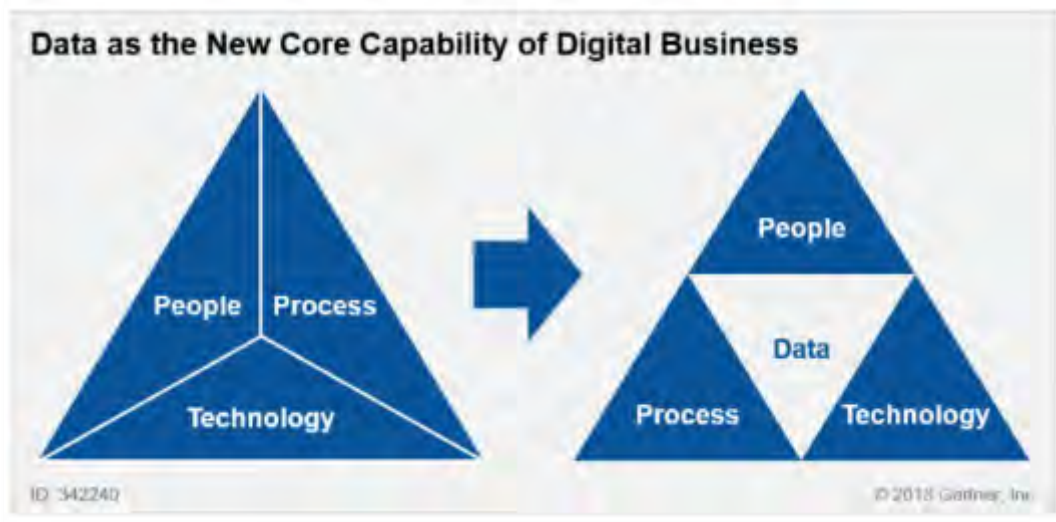 Data as the New Core Capability of Digital Business
People Process
Technology
People
Data
Process Technology
ID: 342240
© 2018 Gartner, Inc